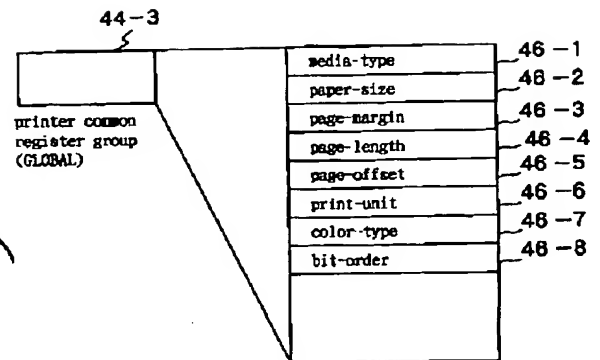 44-3
printer common
register group
(GLOBAL)
media-type 46-1
paper-size 46-2
page-margin 46-3
page-length 46-4
page-offset 46-5
print-unit 46-6
color-type 46-7
bit-order 46-8